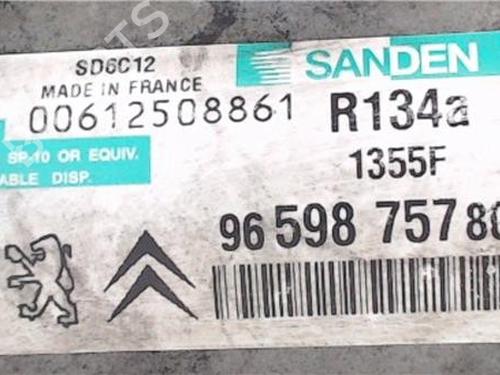 SD6C12
MADE IN FRANCE
00612508861
SP-10 OR EQUIV.
ABLE DISP.
SANDEN
R134a
1355F
96 598 757 80